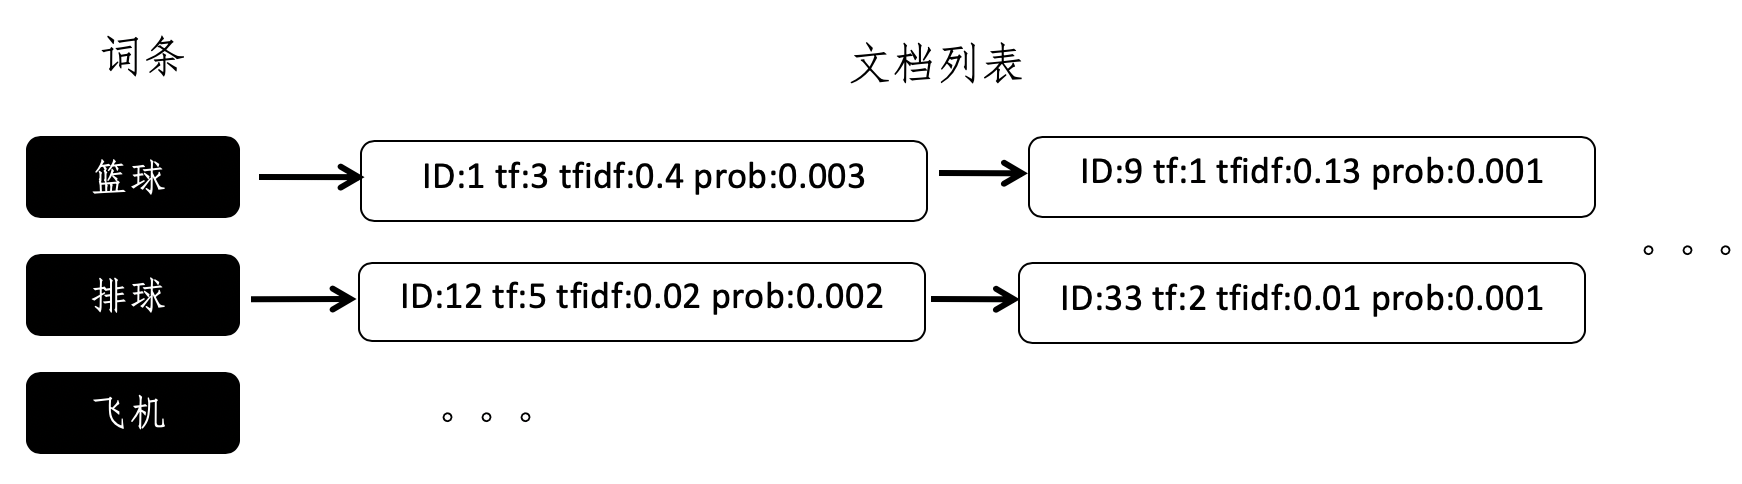 词条 文档列表
篮球 ID:1 tf:3 tfidf:0.4 prob:0.003 ID:9 tf:1 tfidf:0.13 prob:0.001
。。。
排球 ID:12 tf:5 tfidf:0.02 prob:0.002 ID:33 tf:2 tfidf:0.01 prob:0.001
飞机 。。。